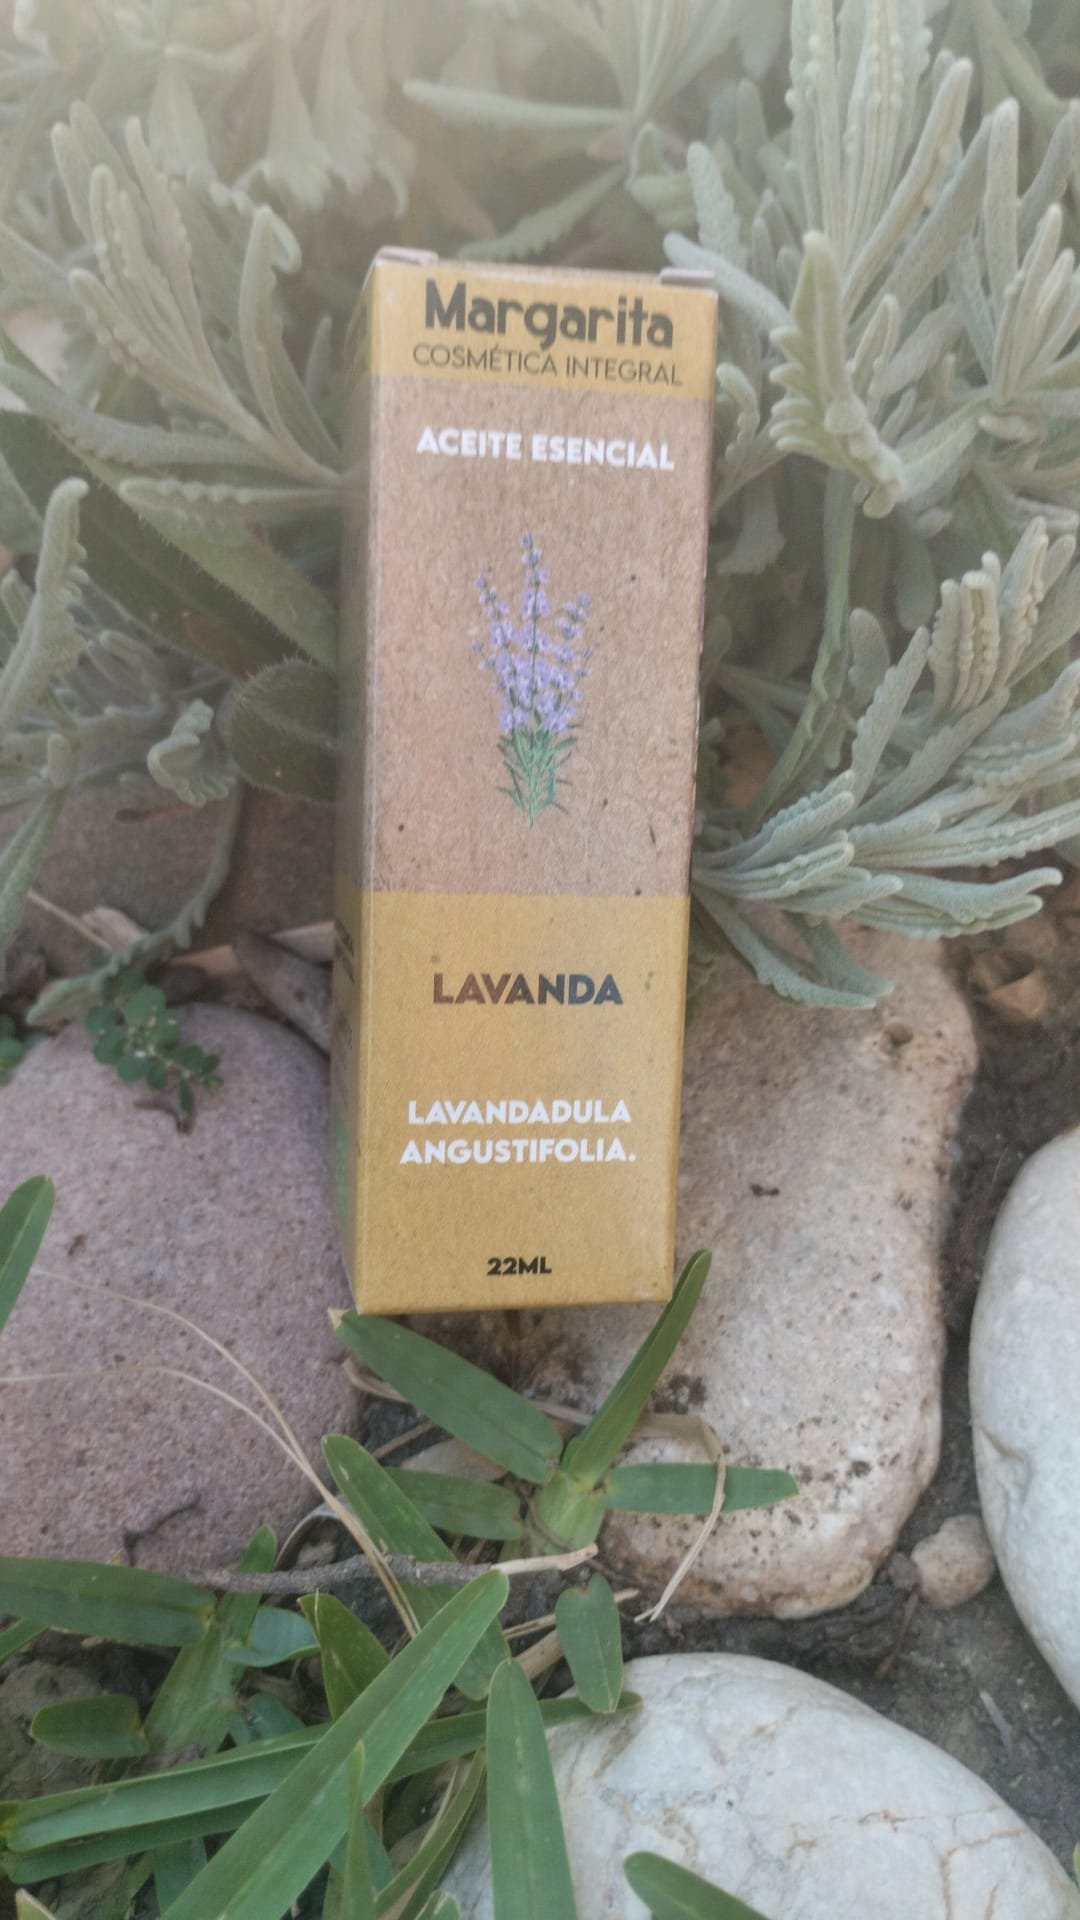 Margarita
COSMÉTICA INTEGRAL
ACEITE ESENCIAL
LAVANDA
LAVANDADULA
ANGUSTIFOLIA.
22ML